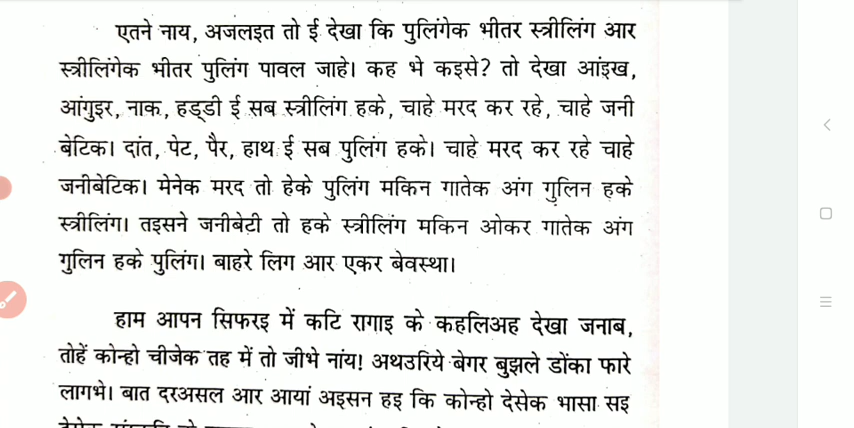 एतने नाय, अजलइत तो ई देखा कि पुलिंगेक भीतर स्त्रीलिंग आर
स्त्रीलिंगेक भीतर पुलिंग पावल जाहे। कह भे कइसे? तो देखा आंइख,
आंगुइर, नाक, हड्डी ई सब स्त्रीलिंग हके, चाहे मरद कर रहे, चाहे जनी
बेटिक। दांत, पेट, पैर, हाथ ई सब पुलिंग हके। चाहे मरद कर रहे चाहे
जनीबेटिक। मेनेक मरद तो हेके पुलिंग मकिन गातेक अंग गुलिन हके
स्त्रीलिंग। तइसने जनीबेटी तो हके स्त्रीलिंग मकिन ओकर गातेक अंग
गुलिन हके पुलिंग। बाहरे लिग आर एकर बेवस्था।
हाम आपन सिफरइ में कटि रागाइ के कहलिअह देखा जनाब,
तोहें कोन्हो चीजेक तह में तो जीभे नांय! अथउरिये बेगर बुझले डोंका फारे
लागभे। बात दरअसल आर आयां अइसन हइ कि कोन्हो देसेक भासा सइ